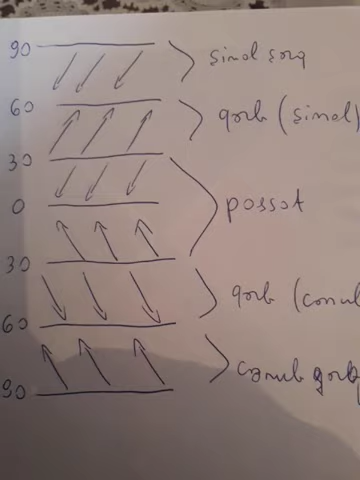 90
şimal şərq
60
qərb (şimal)
30
0
passat
30
qərb (cənub
60
cənub qərb
90